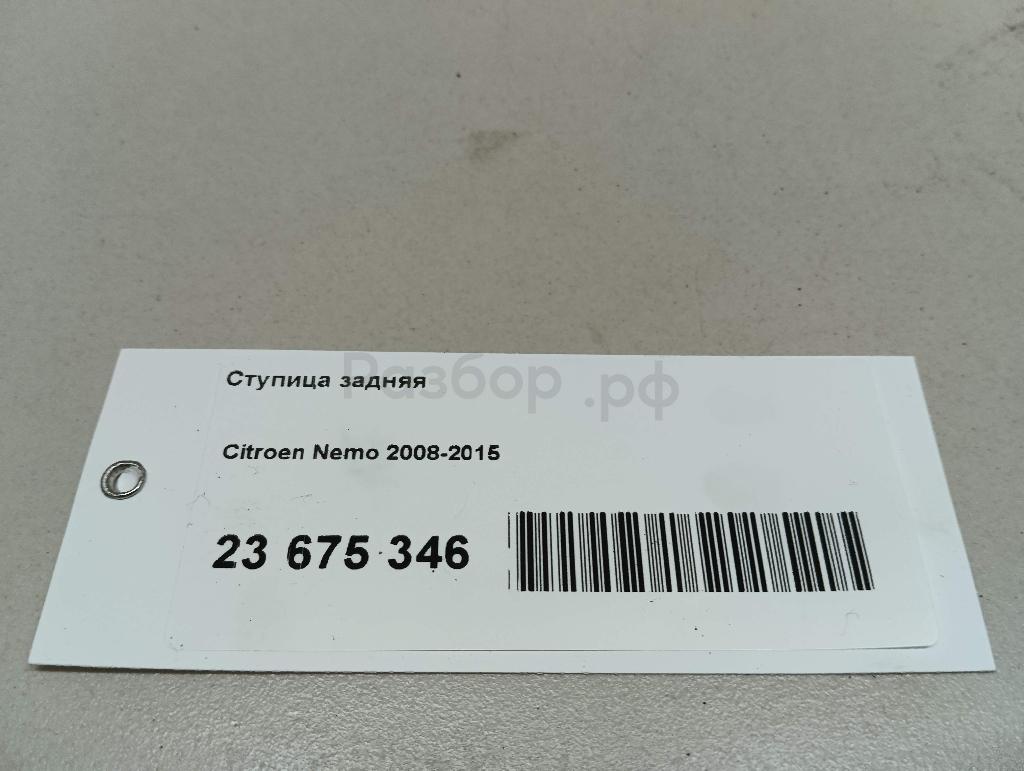 Разбор.рф
Ступица задняя
Citroen Nemo 2008-2015
23 675 346